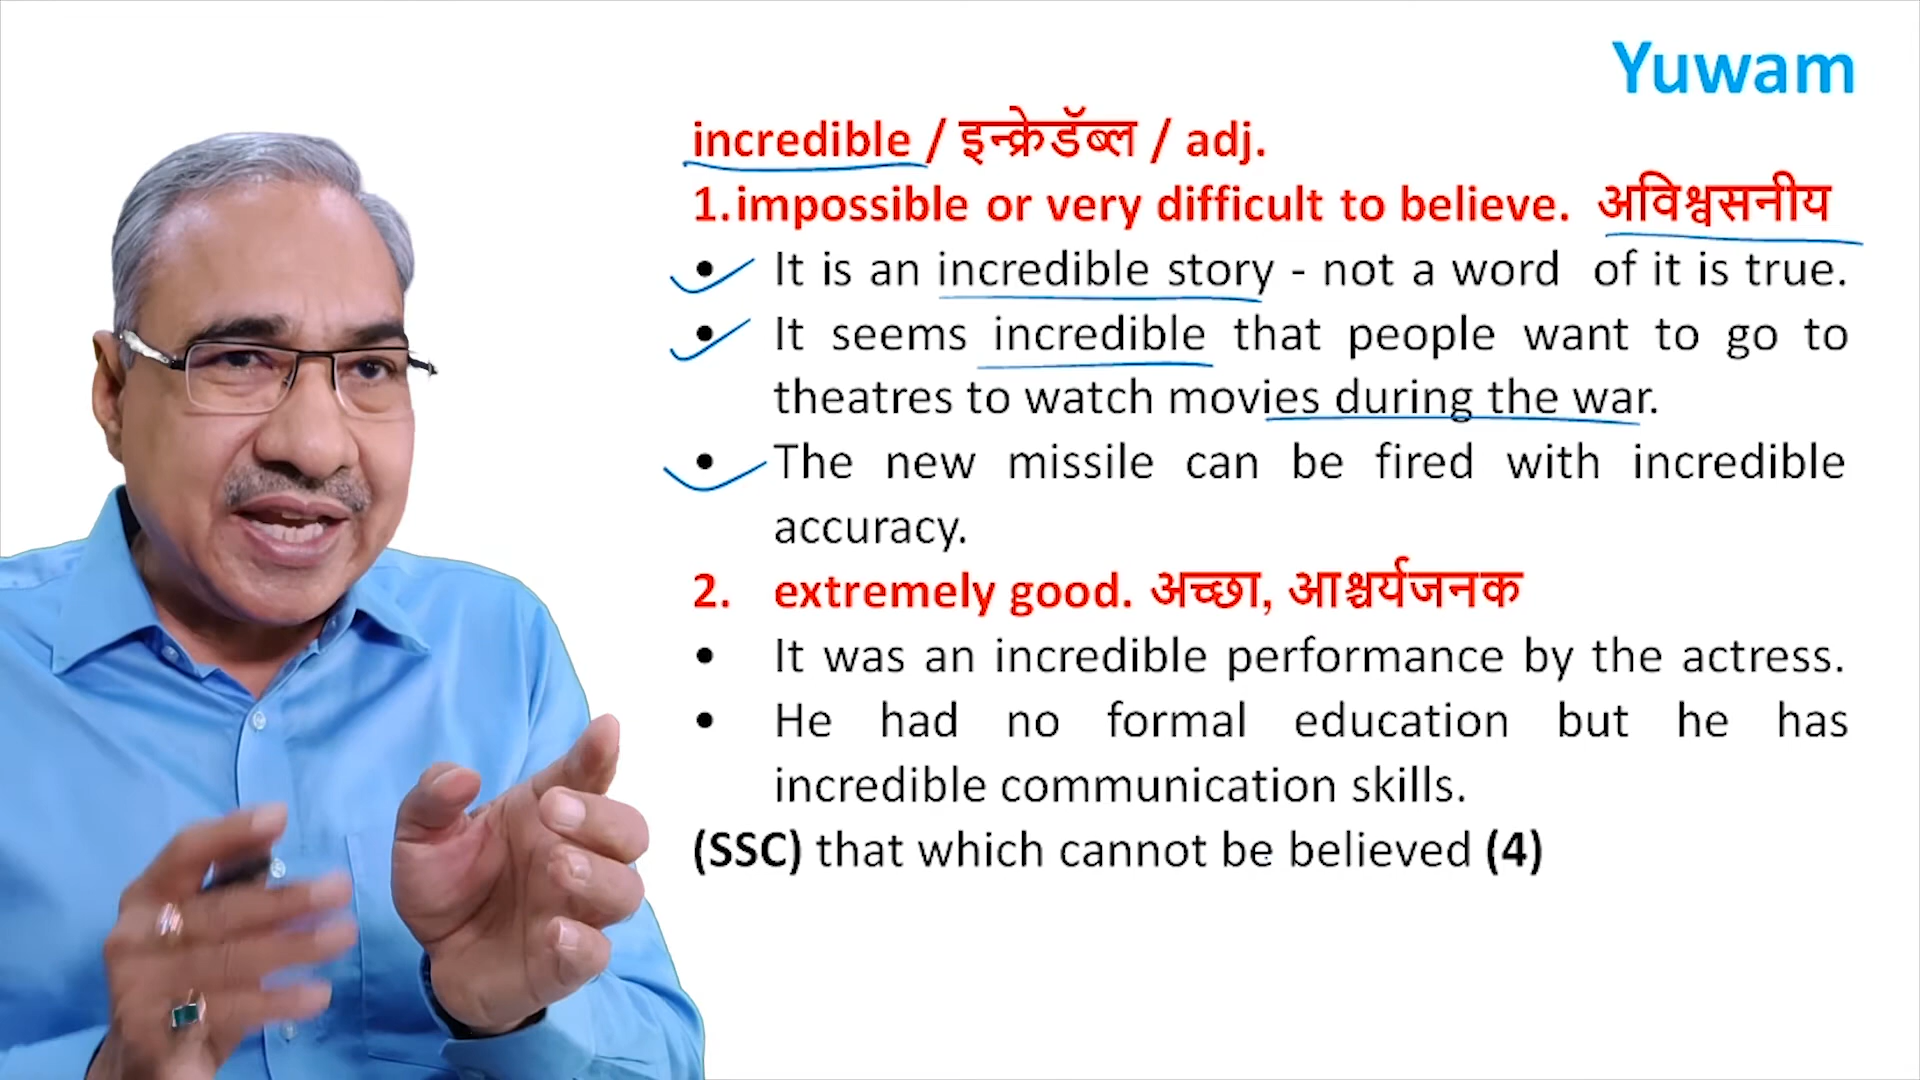 Yuwam
incredible / इन्क्रेडॅब्ल / adj.
1. impossible or very difficult to believe. अविश्वसनीय
• It is an incredible story - not a word of it is true.
• It seems incredible that people want to go to
theatres to watch movies during the war.
• The new missile can be fired with incredible
accuracy.
2. extremely good. अच्छा, आश्चर्यजनक
• It was an incredible performance by the actress.
• He had no formal education but he has
incredible communication skills.
(SSC) that which cannot be believed (4)